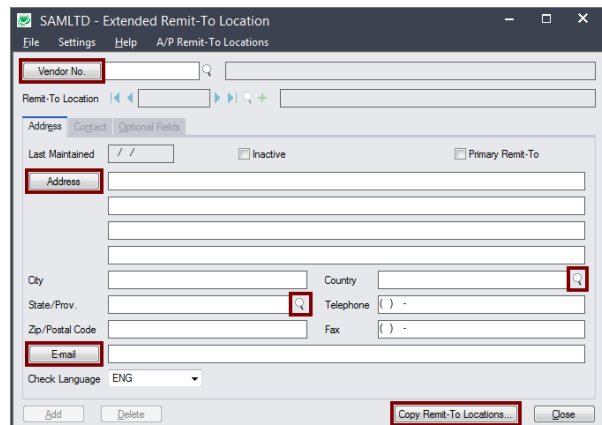 SAMLTD - Extended Remit-To Location
File Settings Help A/P Remit-To Locations
Vendor No.
Remit-To Location
Address Contact Optional Fields
Last Maintained / / Inactive Primary Remit-To
Address
City Country
State/Prov. Telephone ( ) -
Zip/Postal Code Fax ( ) -
E-mail
Check Language ENG
Add Delete Copy Remit-To Locations... Close